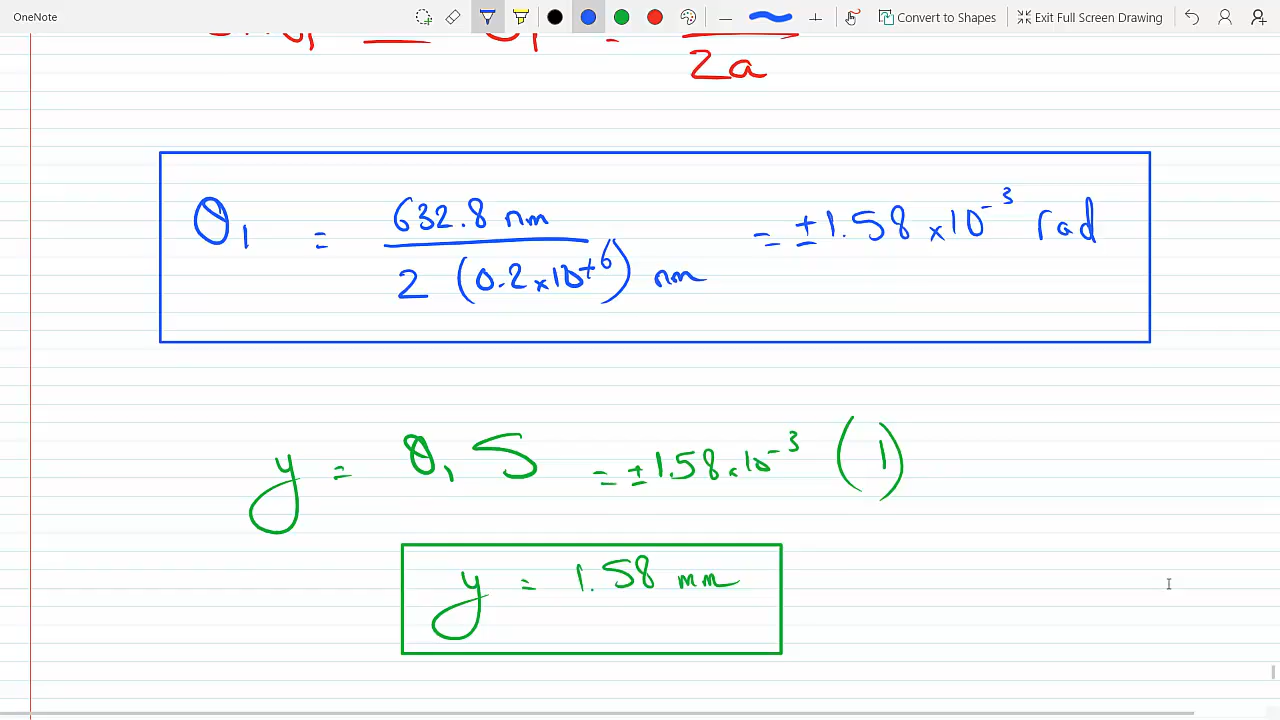 OneNote
Convert to Shapes
Exit Full Screen Drawing
2a
θ₁ = 632.8 nm / 2 (0.2×10⁺⁶) nm = ±1.58×10⁻³ rad
y = θ₁ S = ±1.58×10⁻³ (1)
y = 1.58 mm